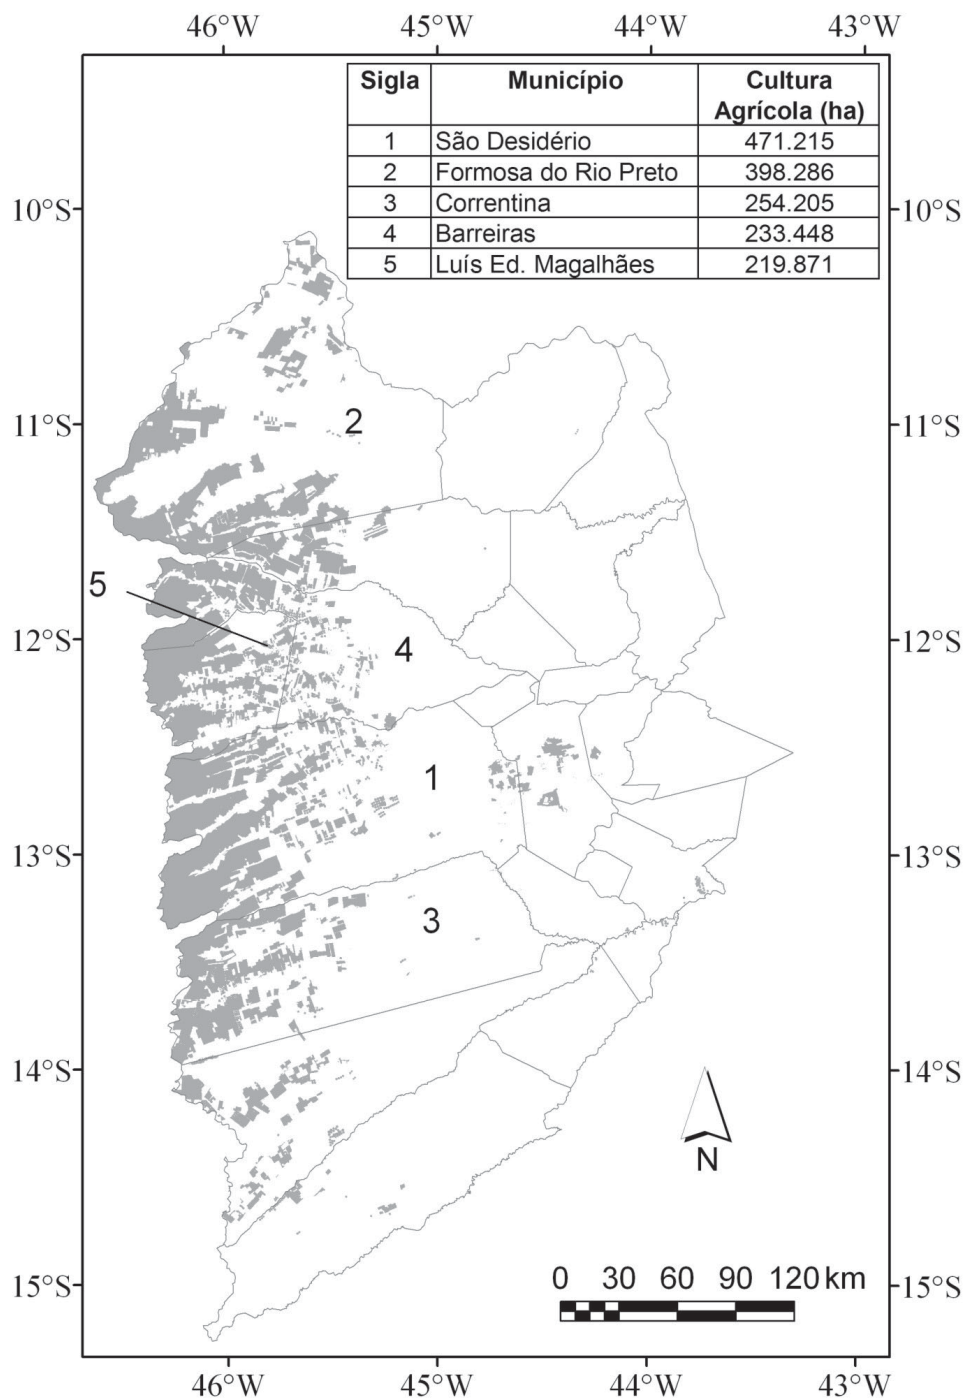 46°W 45°W 44°W 43°W
Sigla Município Cultura Agrícola (ha)
1 São Desidério 471.215
2 Formosa do Rio Preto 398.286
3 Correntina 254.205
4 Barreiras 233.448
5 Luís Ed. Magalhães 219.871
10°S 10°S
2
11°S 11°S
5
12°S 4 12°S
1
13°S 13°S
3
14°S 14°S
N
0 30 60 90 120 km
15°S 15°S
46°W 45°W 44°W 43°W